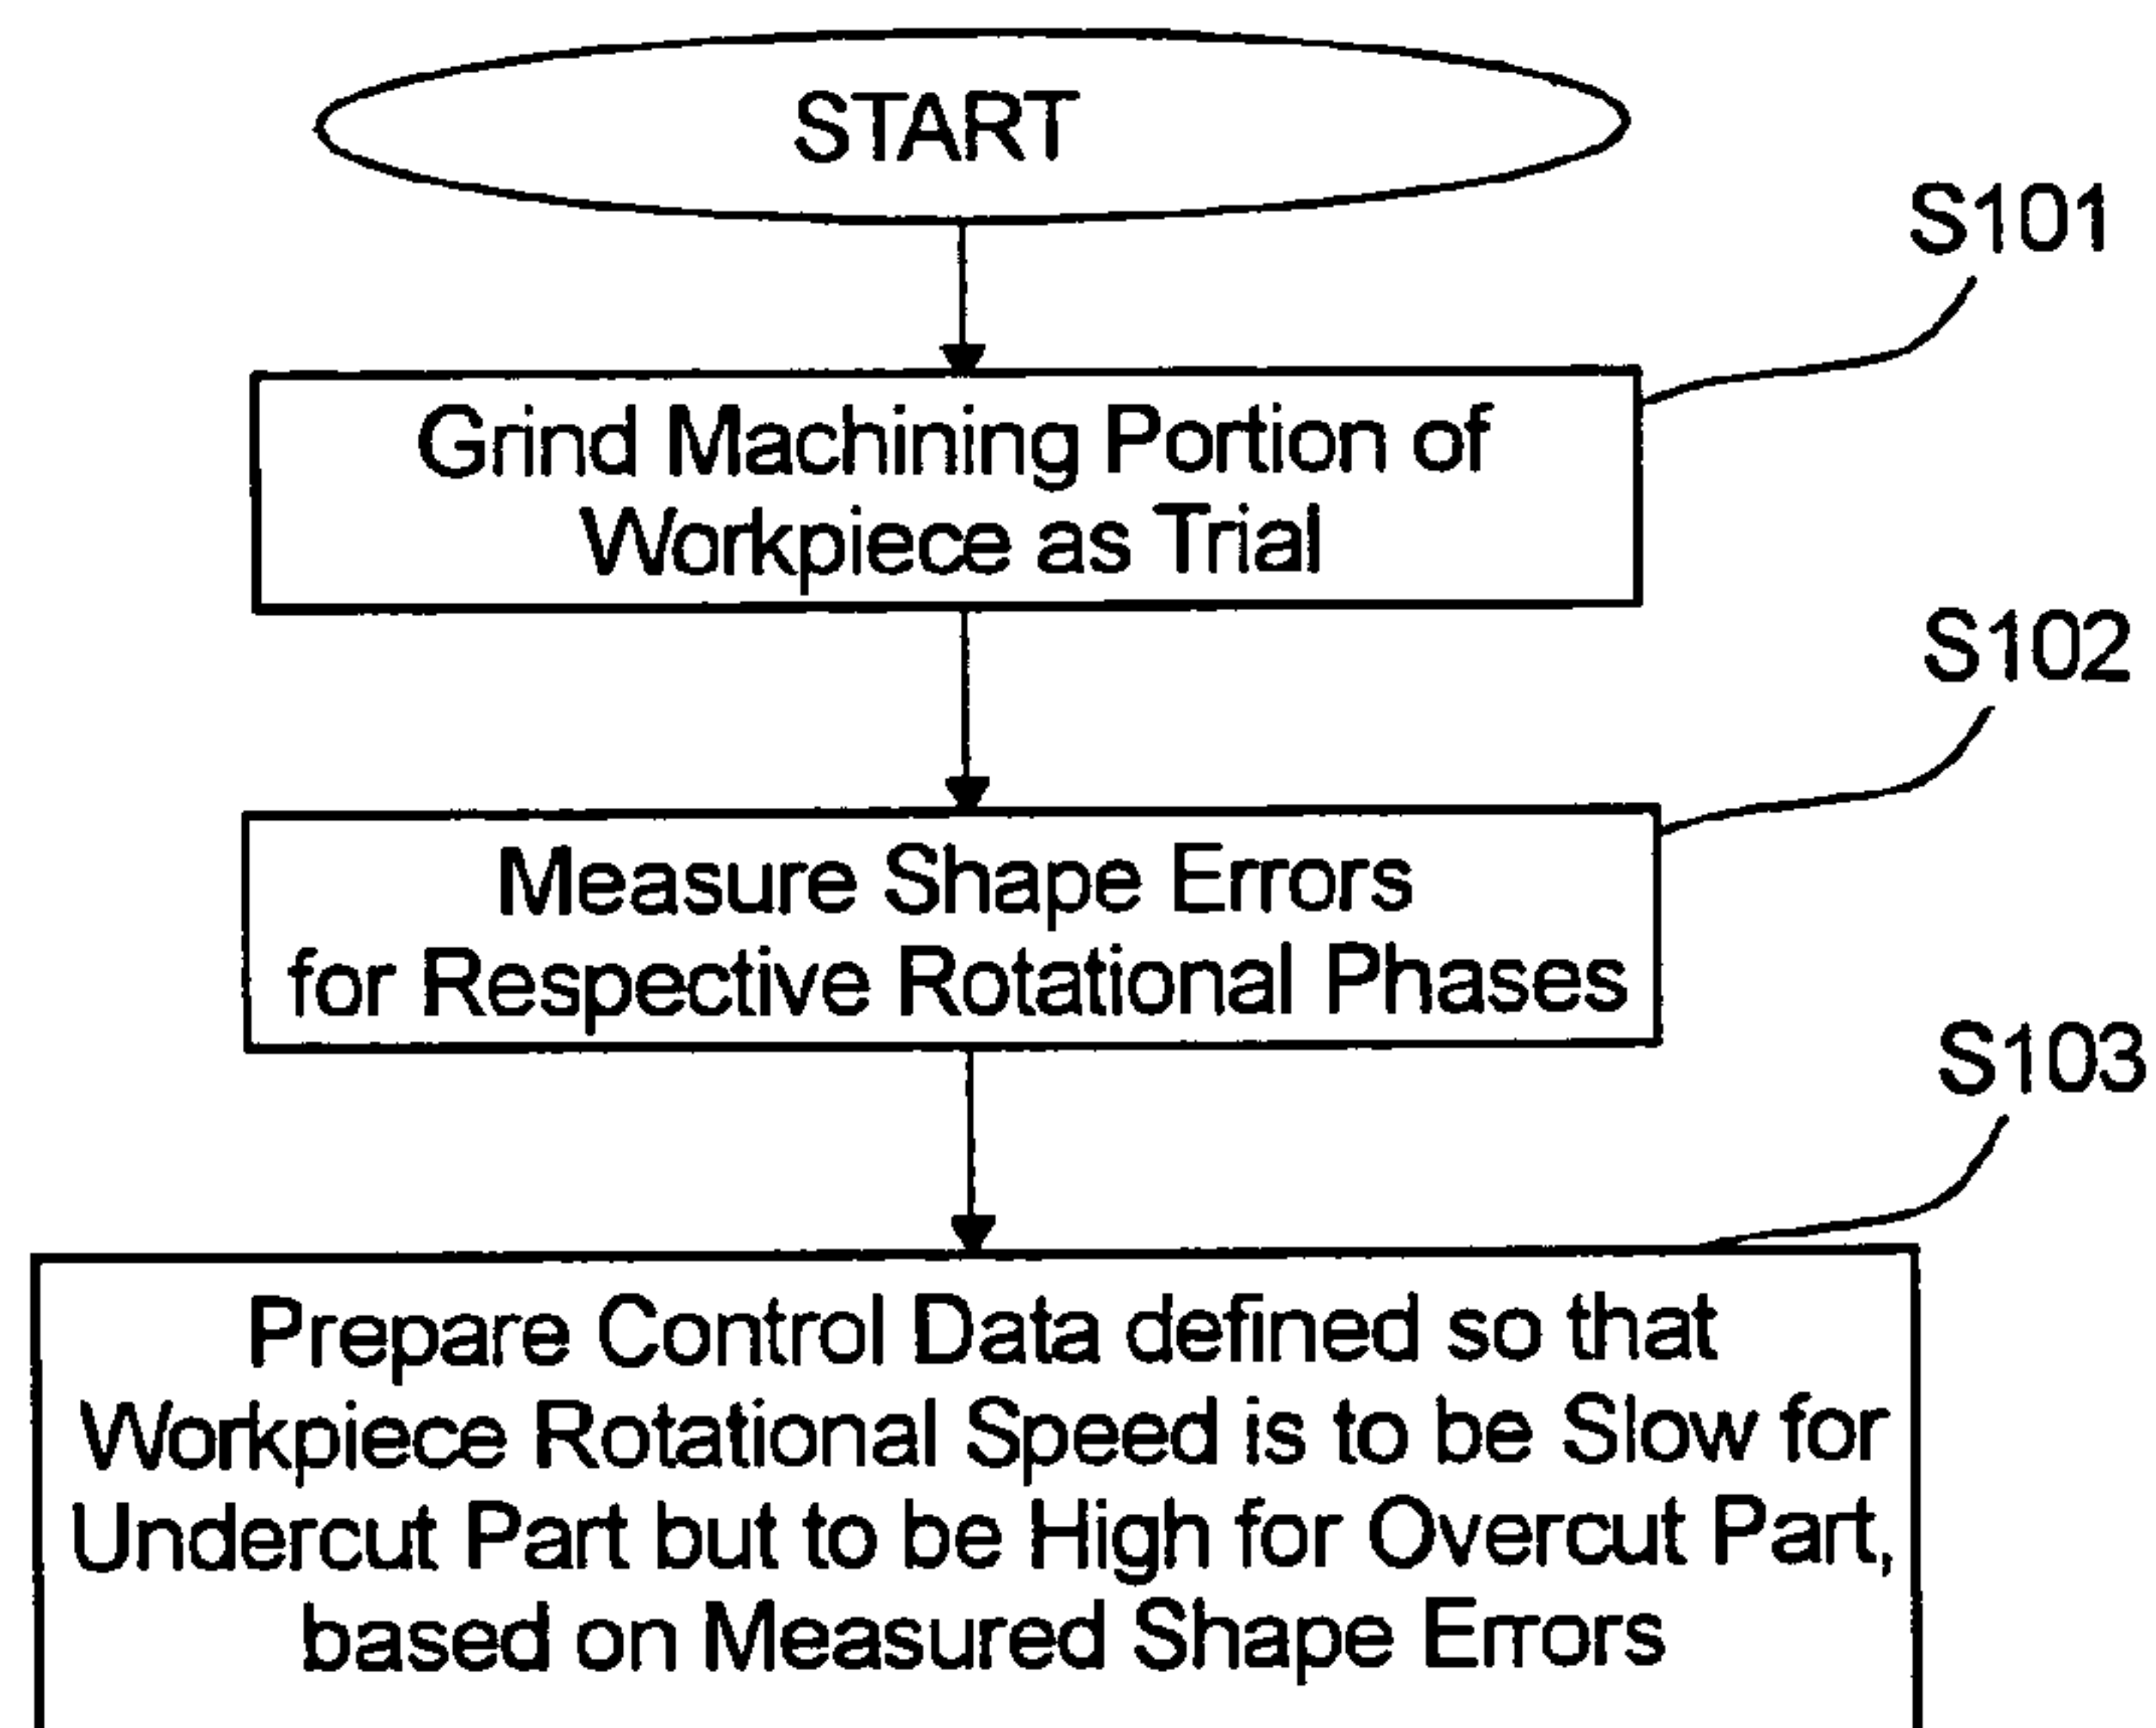 START
S101
Grind Machining Portion of
Workpiece as Trial
S102
Measure Shape Errors
for Respective Rotational Phases
S103
Prepare Control Data defined so that
Workpiece Rotational Speed is to be Slow for
Undercut Part but to be High for Overcut Part,
based on Measured Shape Errors